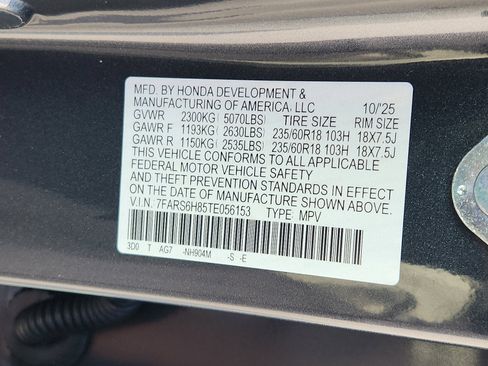 MFD. BY HONDA DEVELOPMENT &
MANUFACTURING OF AMERICA, LLC 10/'25
GVWR 2300KG( 5070LBS) TIRE SIZE RIM SIZE
GAWR F 1193KG( 2630LBS) 235/60R18 103H 18X7.5J
GAWR R 1150KG( 2535LBS) 235/60R18 103H 18X7.5J
THIS VEHICLE CONFORMS TO ALL APPLICABLE
FEDERAL MOTOR VEHICLE SAFETY
AND THEFT PREVENTION STANDARDS IN EFFECT
ON THE DATE OF MANUFACTURE SHOWN ABOVE.
V.I.N. 7FARS6H85TE056153 TYPE: MPV
3D0 T AG7 -NH904M -S -E